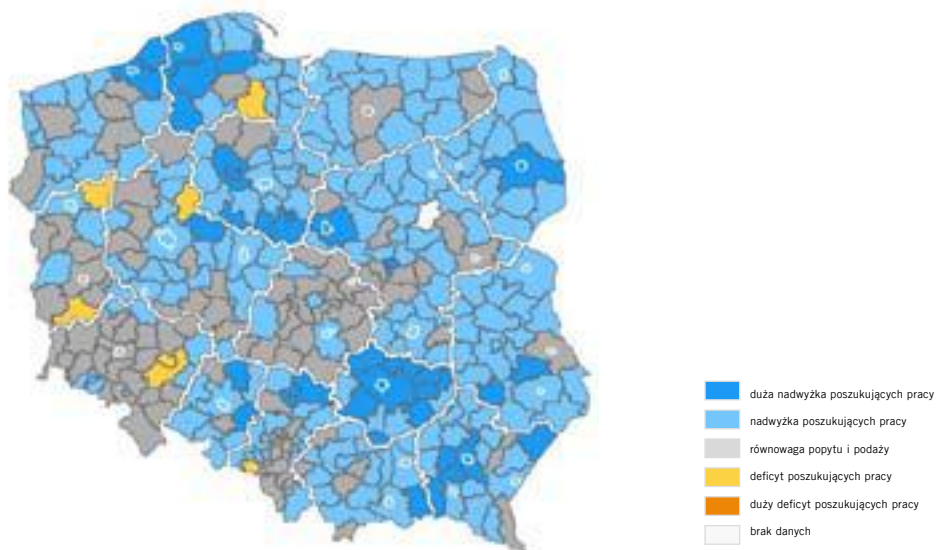 duża nadwyżka poszukujących pracy
nadwyżka poszukujących pracy
równowaga popytu i podaży
deficyt poszukujących pracy
duży deficyt poszukujących pracy
brak danych